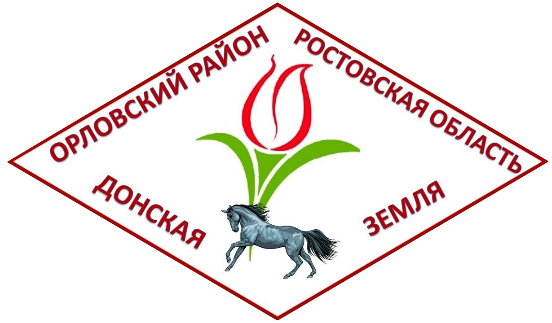 ОРЛОВСКИЙ РАЙОН
РОСТОВСКАЯ ОБЛАСТЬ
ДОНСКАЯ
ЗЕМЛЯ